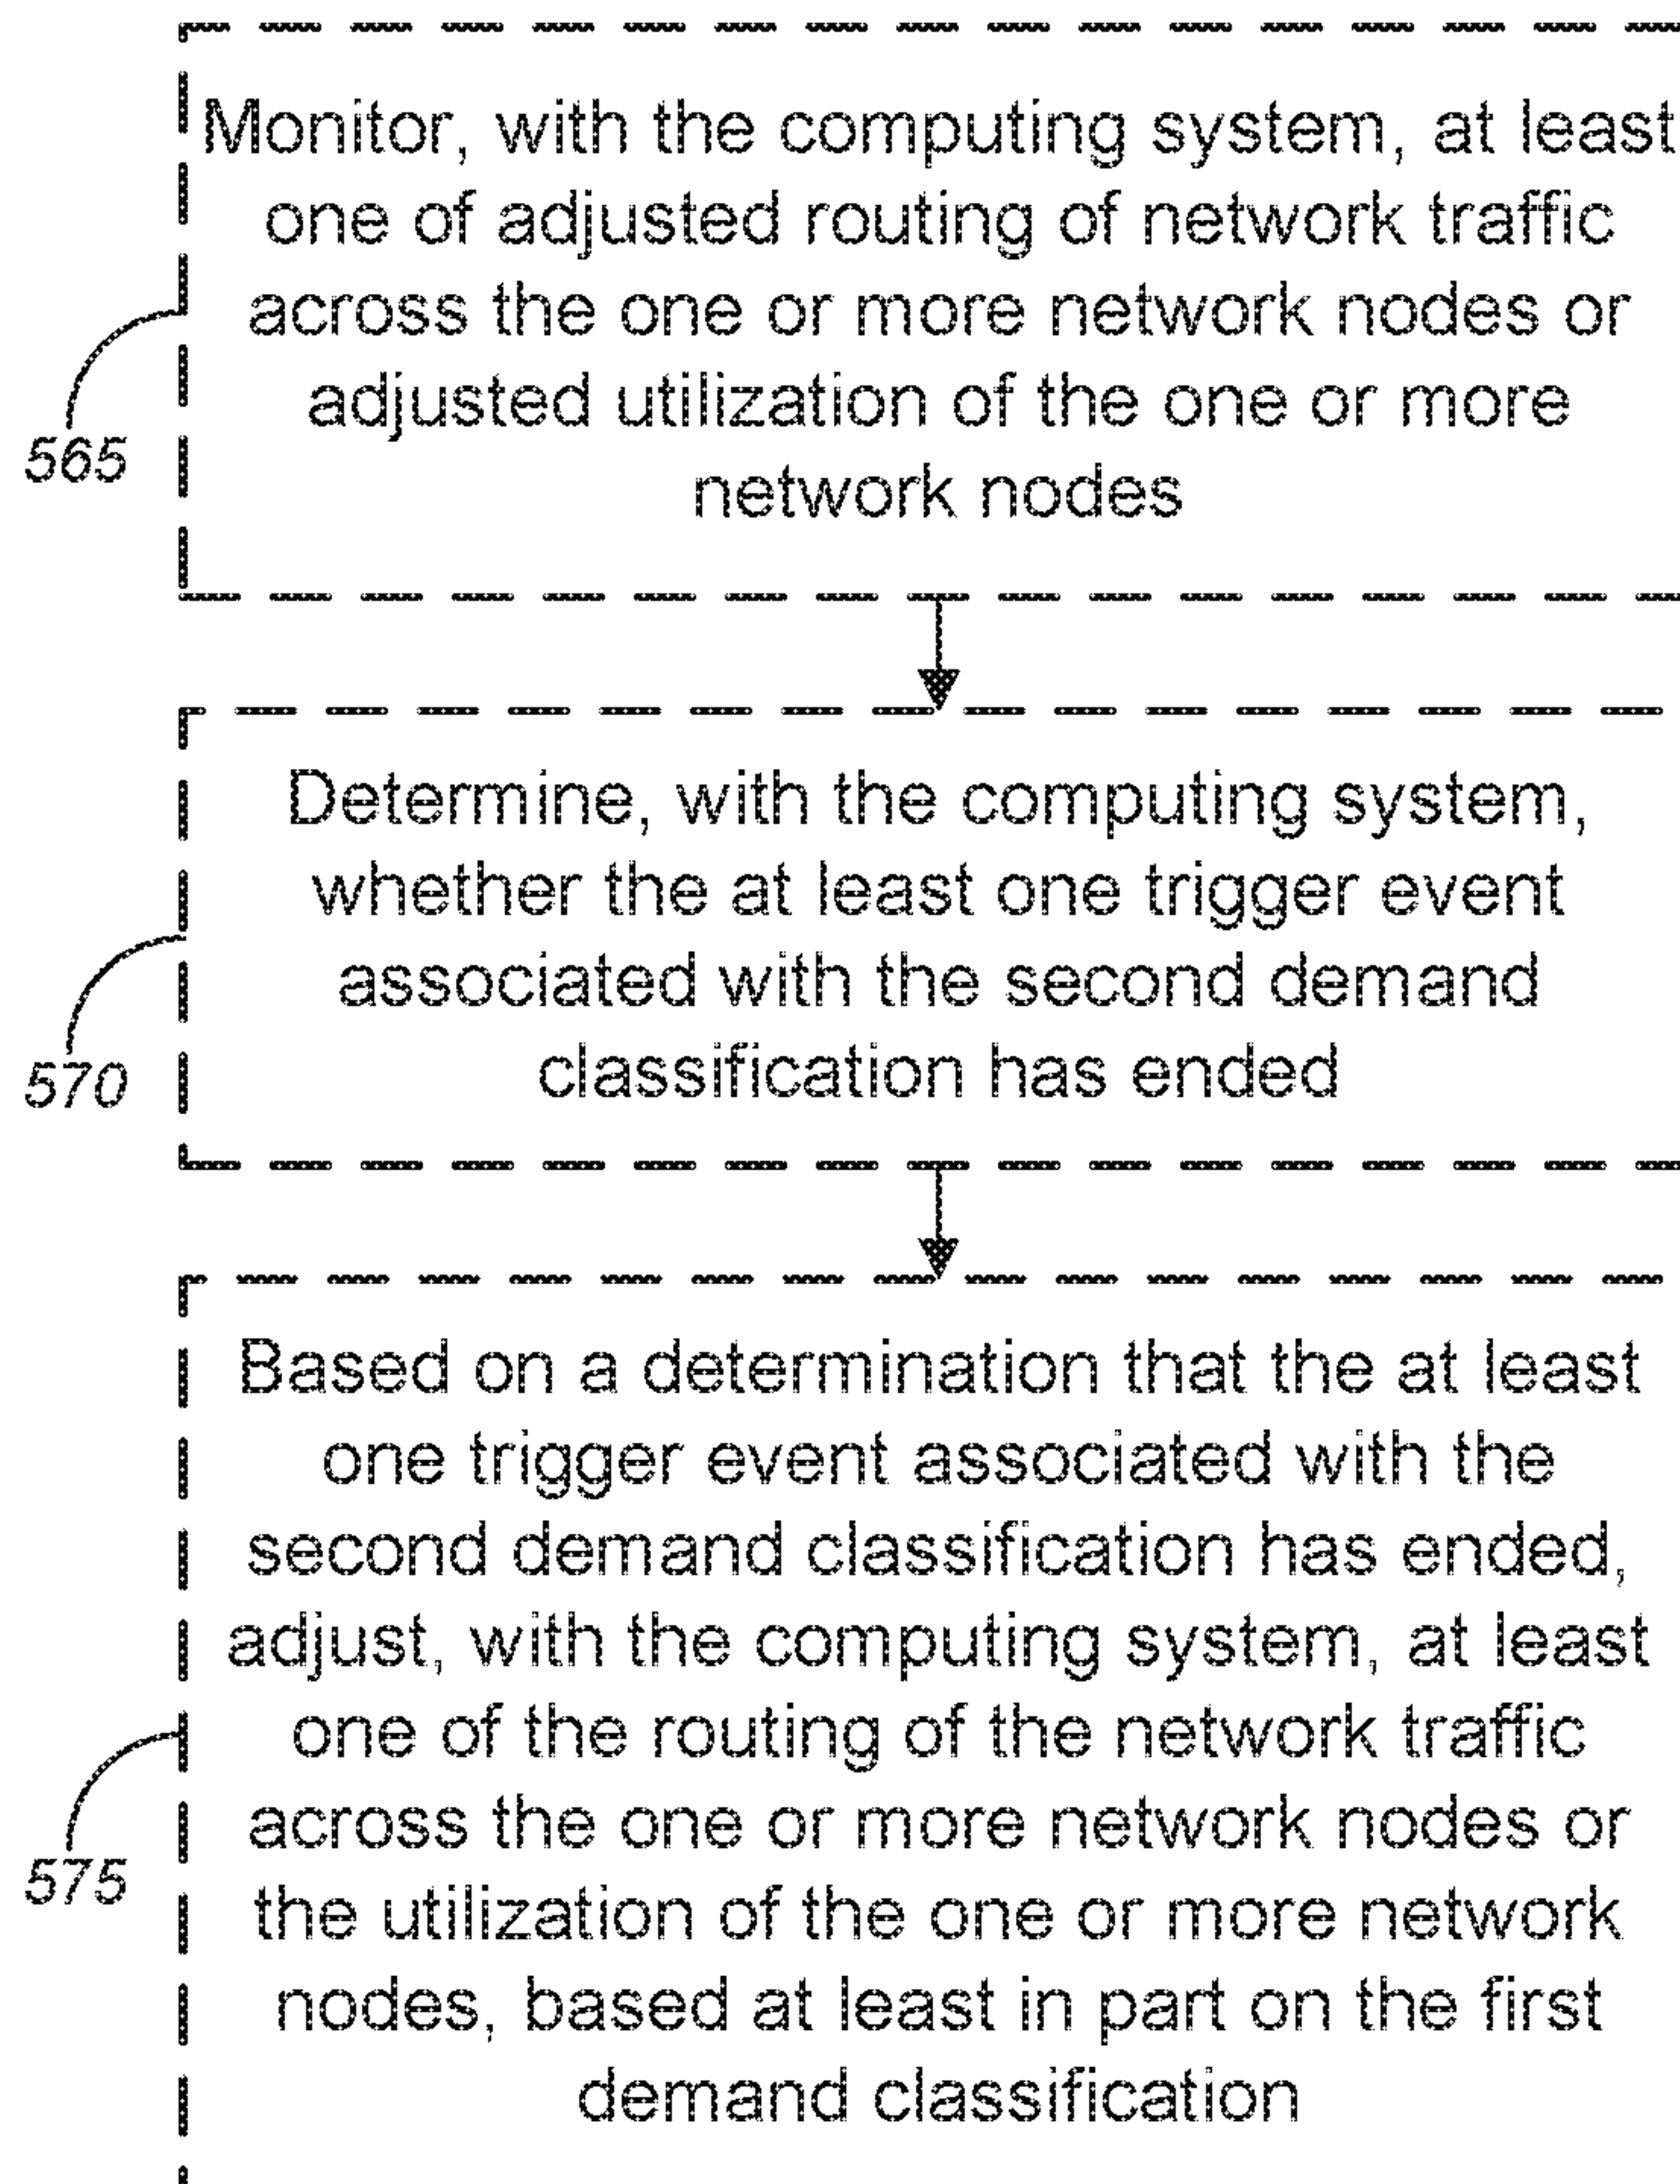 Monitor, with the computing system, at least
one of adjusted routing of network traffic
across the one or more network nodes or
adjusted utilization of the one or more
network nodes
565
Determine, with the computing system,
whether the at least one trigger event
associated with the second demand
classification has ended
570
Based on a determination that the at least
one trigger event associated with the
second demand classification has ended,
adjust, with the computing system, at least
one of the routing of the network traffic
across the one or more network nodes or
the utilization of the one or more network
nodes, based at least in part on the first
demand classification
575